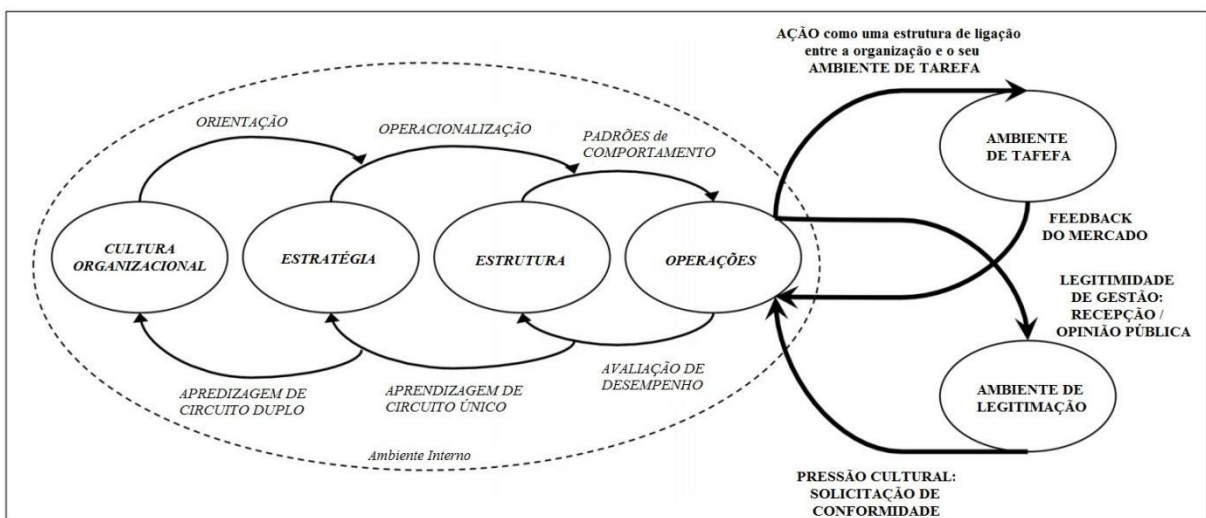 AÇÃO como uma estrutura de ligação
entre a organização e o seu
AMBIENTE DE TAREFA
ORIENTAÇÃO
OPERACIONALIZAÇÃO
PADRÕES de
COMPORTAMENTO
AMBIENTE
DE TAFEFA
CULTURA
ORGANIZACIONAL
ESTRATÉGIA
ESTRUTURA
OPERAÇÕES
FEEDBACK
DO MERCADO
LEGITIMIDADE
DE GESTÃO:
RECEPÇÃO /
OPINIÃO PÚBLICA
APREDIZAGEM DE
CIRCUITO DUPLO
APRENDIZAGEM DE
CIRCUITO ÚNICO
AVALIAÇÃO DE
DESEMPENHO
AMBIENTE DE
LEGITIMAÇÃO
Ambiente Interno
PRESSÃO CULTURAL:
SOLICITAÇÃO DE
CONFORMIDADE